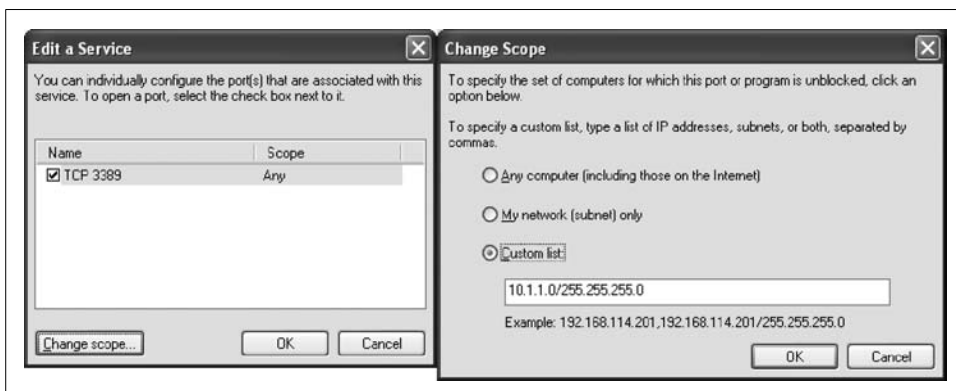 Edit a Service
You can individually configure the port(s) that are associated with this
service. To open a port, select the check box next to it.
Name Scope
TCP 3389 Any
Change scope... OK Cancel
Change Scope
To specify the set of computers for which this port or program is unblocked, click an
option below.
To specify a custom list, type a list of IP addresses, subnets, or both, separated by
commas.
Any computer (including those on the Internet)
My network (subnet) only
Custom list:
10.1.1.0/255.255.255.0
Example: 192.168.114.201,192.168.114.201/255.255.255.0
OK Cancel